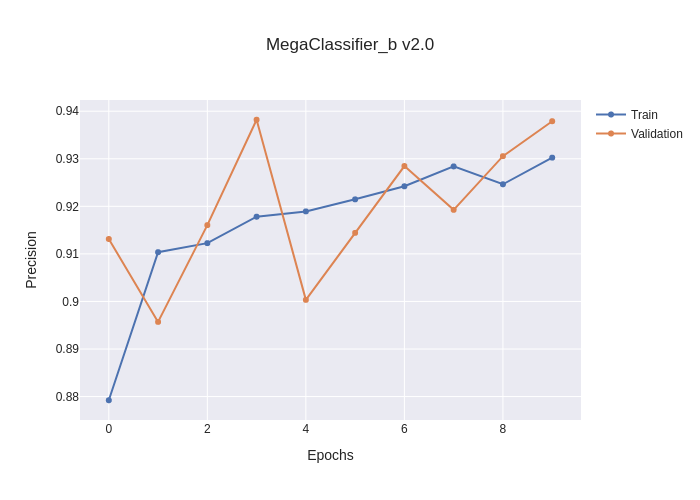 MegaClassifier_b v2.0
Train
Validation
Precision
0.94
0.93
0.92
0.91
0.9
0.89
0.88
0 2 4 6 8
Epochs